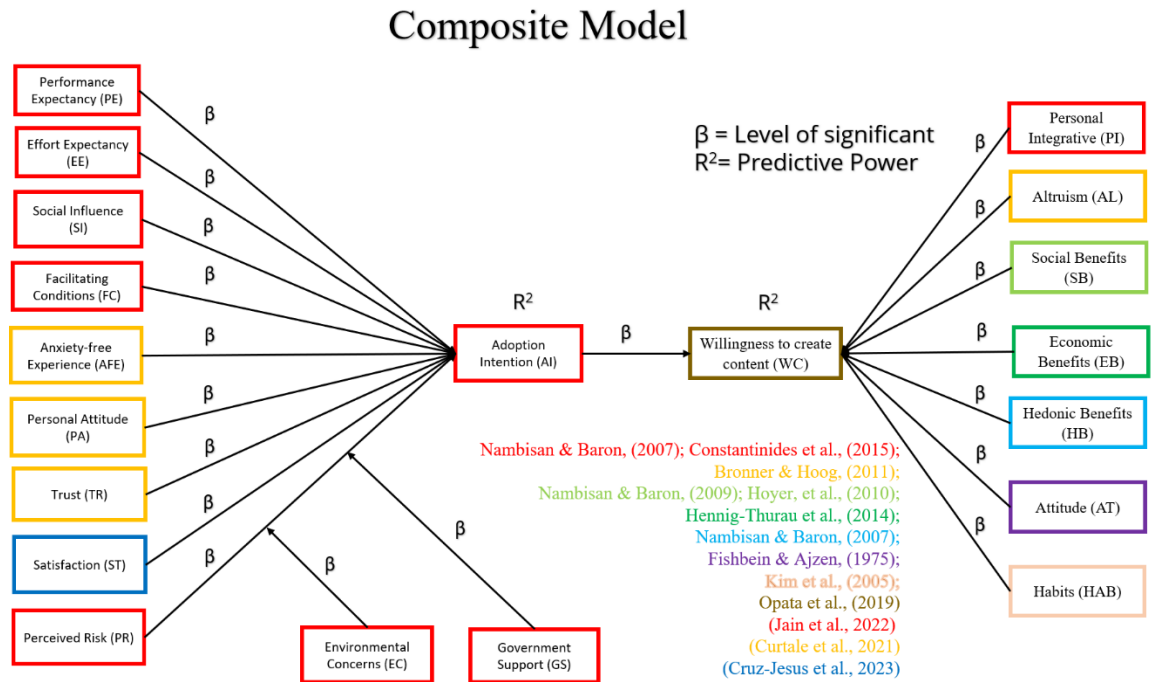 Composite Model
Performance
Expectancy (PE)
Effort Expectancy
(EE)
Social Influence
(SI)
Facilitating
Conditions (FC)
Anxiety-free
Experience (AFE)
Personal Attitude
(PA)
Trust (TR)
Satisfaction (ST)
Perceived Risk (PR)
β
β
β
β
β
β
β
β
β
Environmental
Concerns (EC)
β
Government
Support (GS)
β
R²
Adoption
Intention (AI)
β
R²
Willingness to create
content (WC)
β = Level of significant
R²= Predictive Power
β
β
β
β
β
β
β
Personal
Integrative (PI)
Altruism (AL)
Social Benefits
(SB)
Economic
Benefits (EB)
Hedonic Benefits
(HB)
Attitude (AT)
Habits (HAB)
Nambisan & Baron, (2007); Constantinides et al., (2015);
Bronner & Hoog, (2011);
Nambisan & Baron, (2009); Hoyer, et al., (2010);
Hennig-Thurau et al., (2014);
Nambisan & Baron, (2007);
Fishbein & Ajzen, (1975);
Kim et al., (2005);
Opata et al., (2019)
(Jain et al., 2022)
(Curtale et al., 2021)
(Cruz-Jesus et al., 2023)